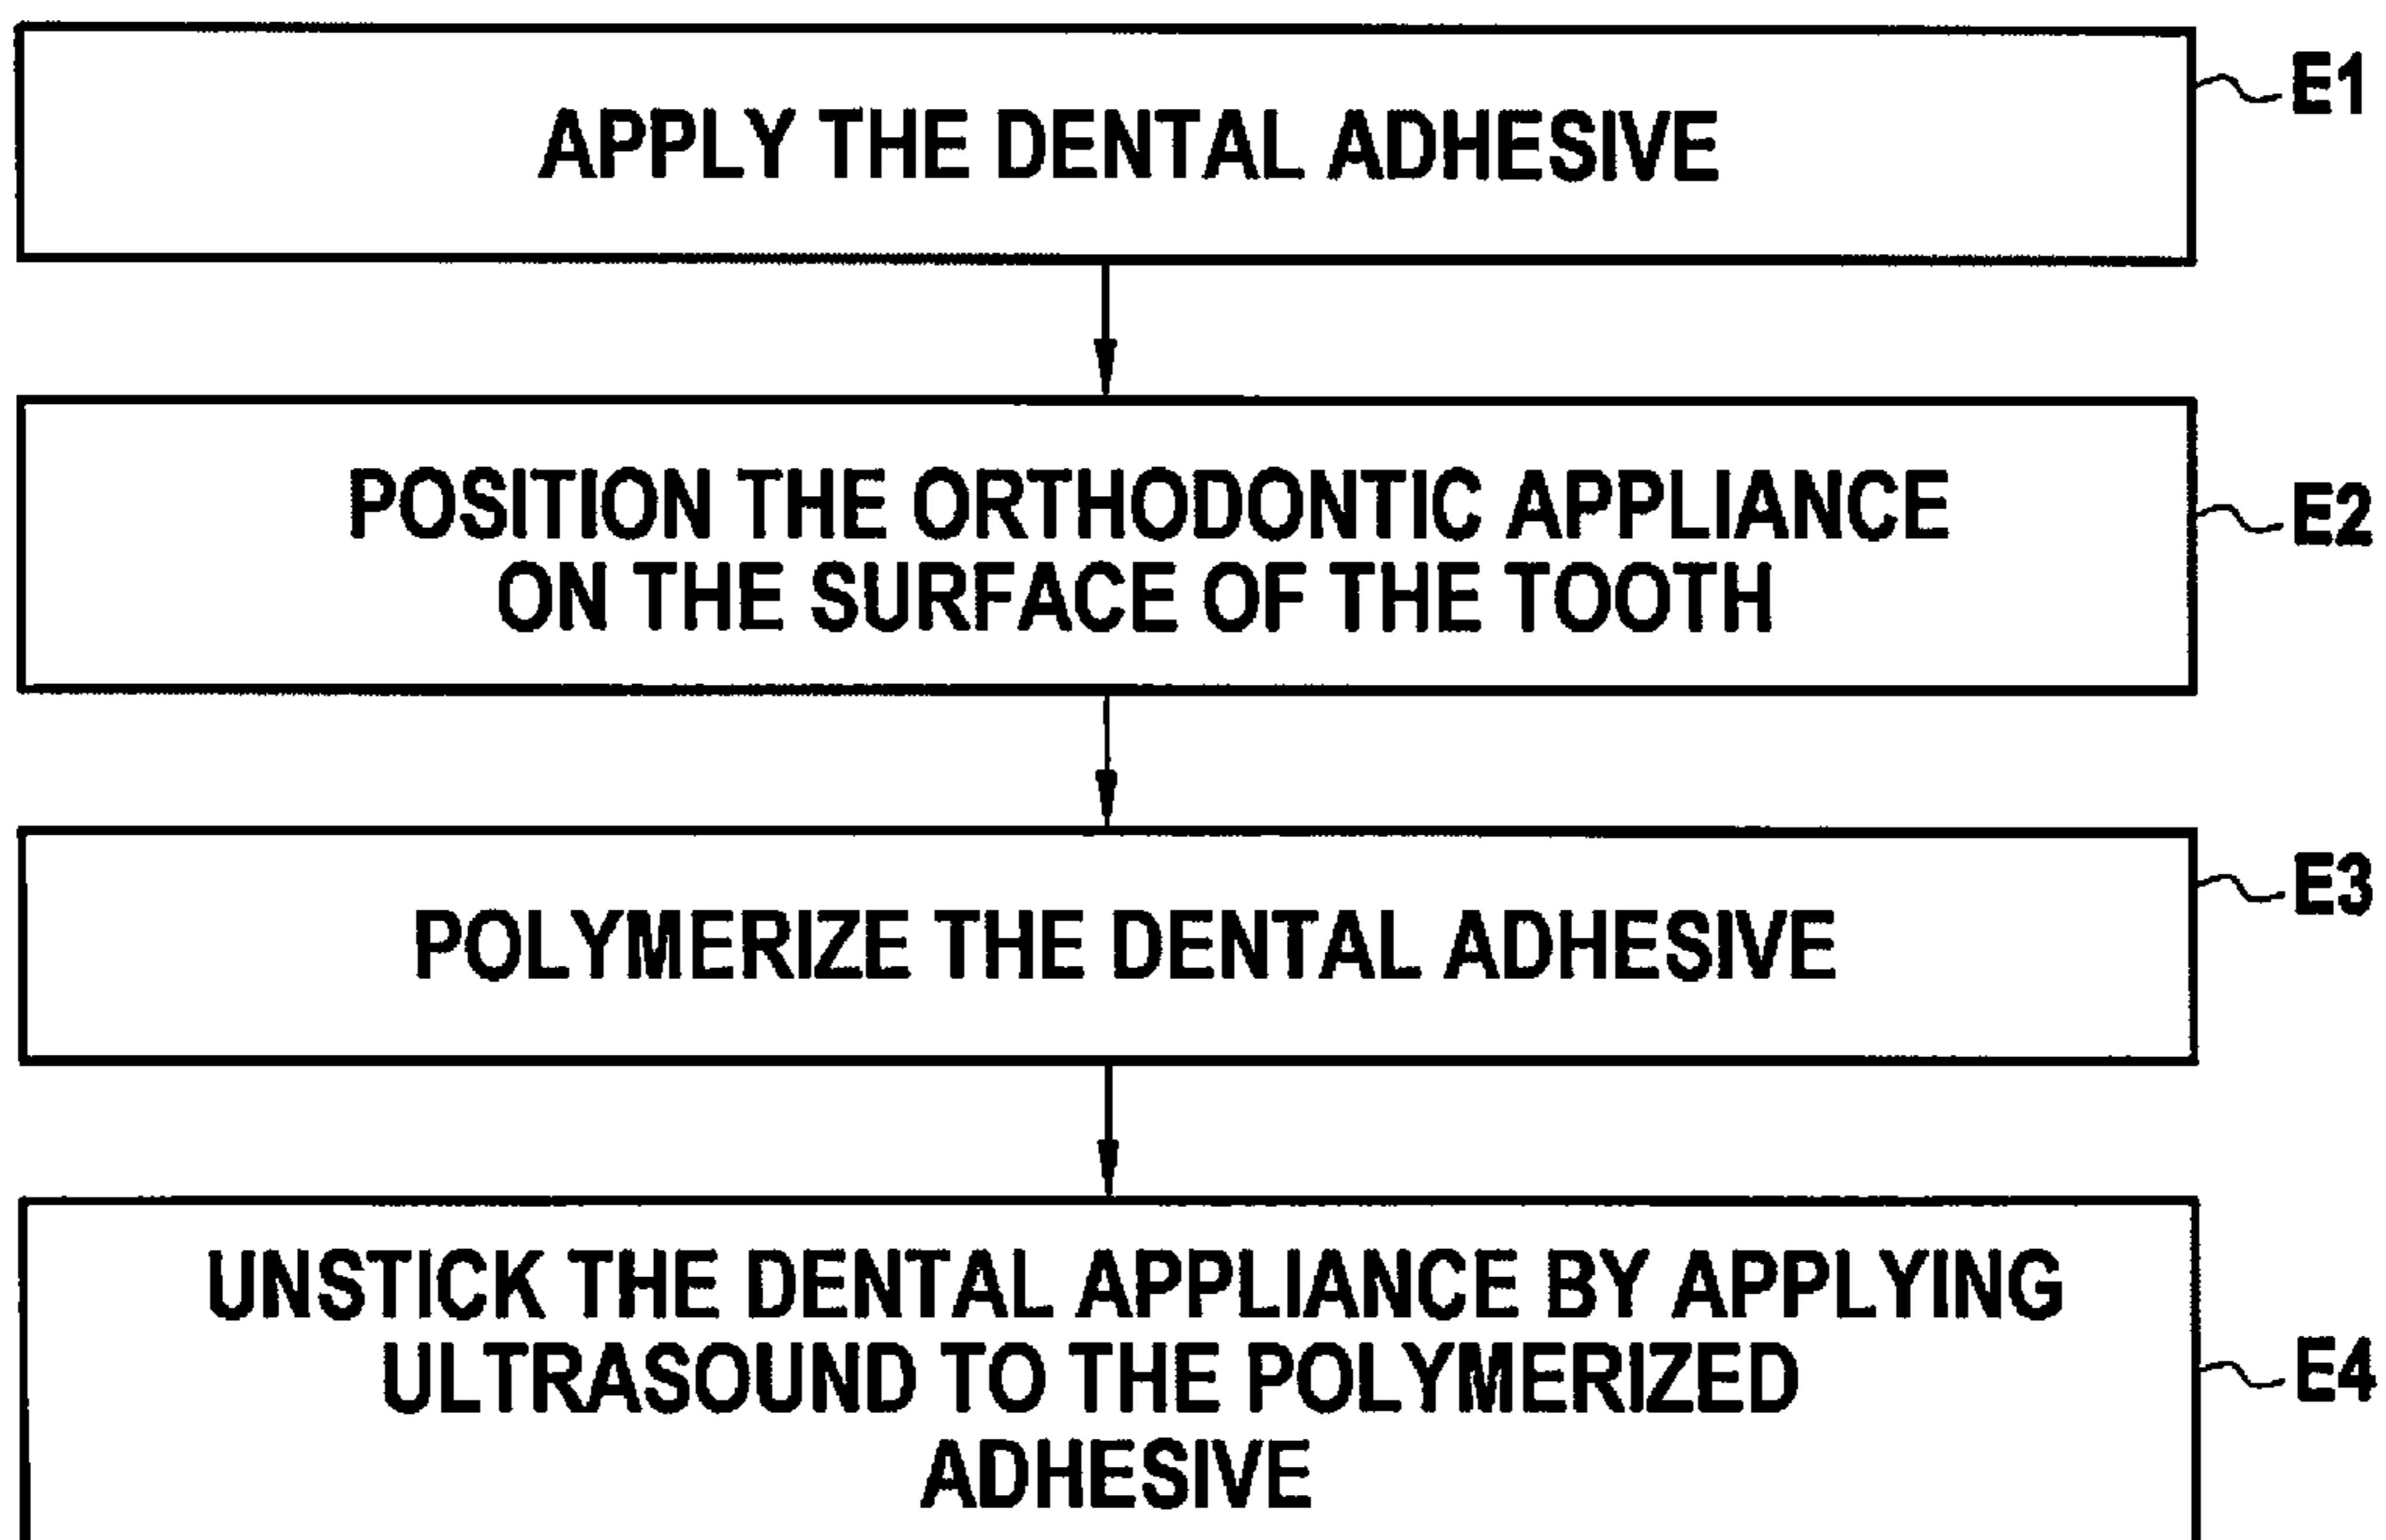 APPLY THE DENTAL ADHESIVE
E1
POSITION THE ORTHODONTIC APPLIANCE
ON THE SURFACE OF THE TOOTH
E2
POLYMERIZE THE DENTAL ADHESIVE
E3
UNSTICK THE DENTAL APPLIANCE BY APPLYING
ULTRASOUND TO THE POLYMERIZED
ADHESIVE
E4